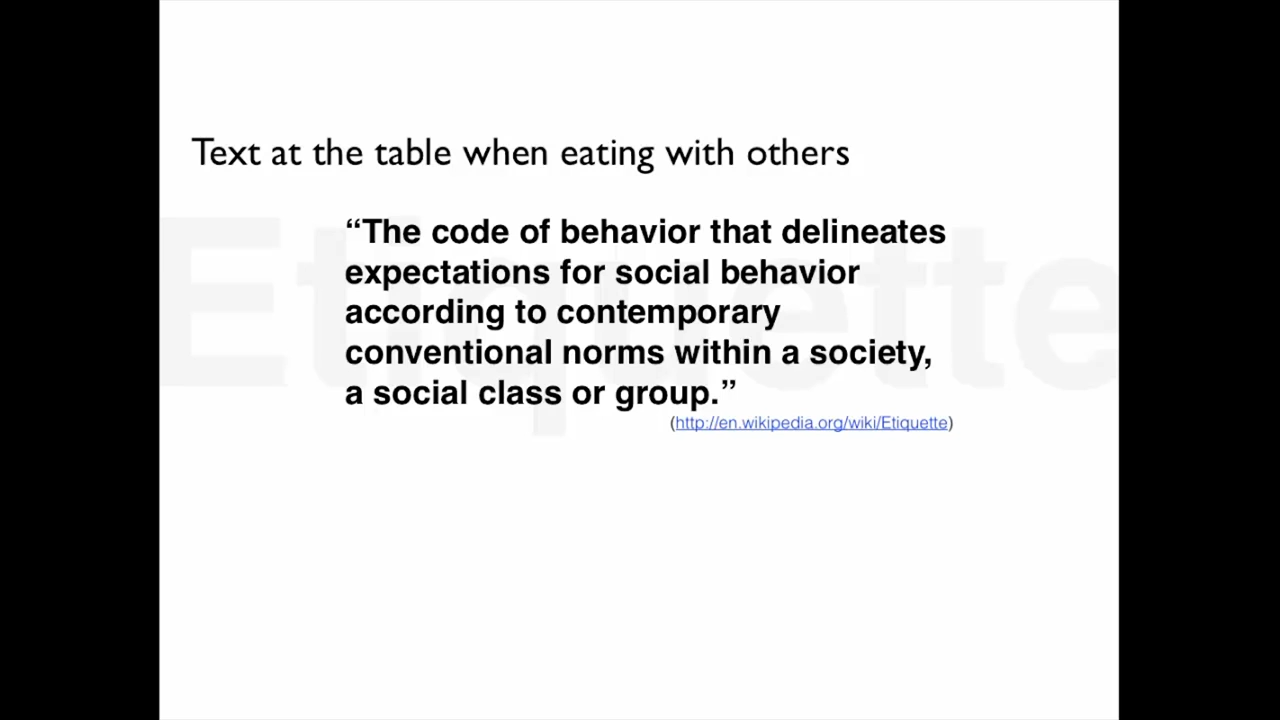 Text at the table when eating with others
Etiquette
“The code of behavior that delineates
expectations for social behavior
according to contemporary
conventional norms within a society,
a social class or group.”
(http://en.wikipedia.org/wiki/Etiquette)